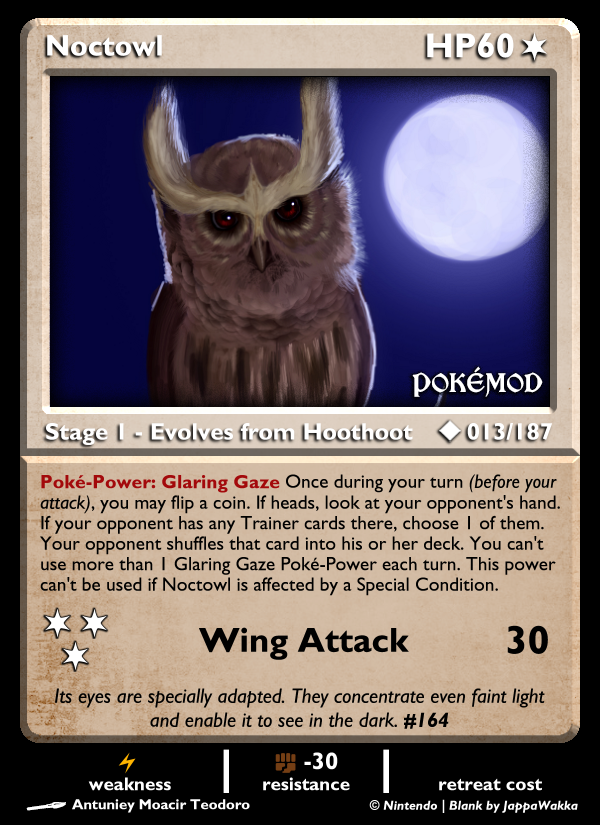 Noctowl HP60
POKÉMOD
Stage 1 - Evolves from Hoothoot 013/187
Poké-Power: Glaring Gaze Once during your turn (before your
attack), you may flip a coin. If heads, look at your opponent's hand.
If your opponent has any Trainer cards there, choose 1 of them.
Your opponent shuffles that card into his or her deck. You can't
use more than 1 Glaring Gaze Poké-Power each turn. This power
can't be used if Noctowl is affected by a Special Condition.
Wing Attack 30
Its eyes are specially adapted. They concentrate even faint light
and enable it to see in the dark. #164
-30
weakness resistance retreat cost
Antuniey Moacir Teodoro © Nintendo | Blank by JappaWakka